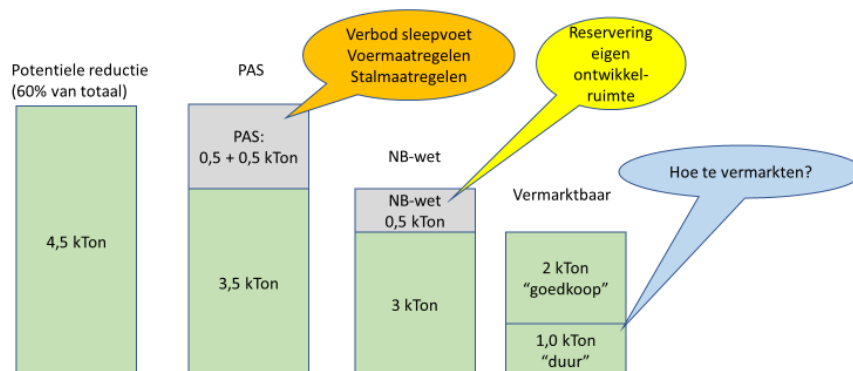 Potentiele reductie
(60% van totaal)
4,5 kTon
PAS
PAS:
0,5 + 0,5 kTon
3,5 kTon
Verbod sleepvoet
Voermaatregelen
Stalmaatregelen
NB-wet
NB-wet
0,5 kTon
3 kTon
Reservering
eigen
ontwikkel-
ruimte
Vermarktbaar
2 kTon
“goedkoop”
1,0 kTon
“duur”
Hoe te vermarkten?